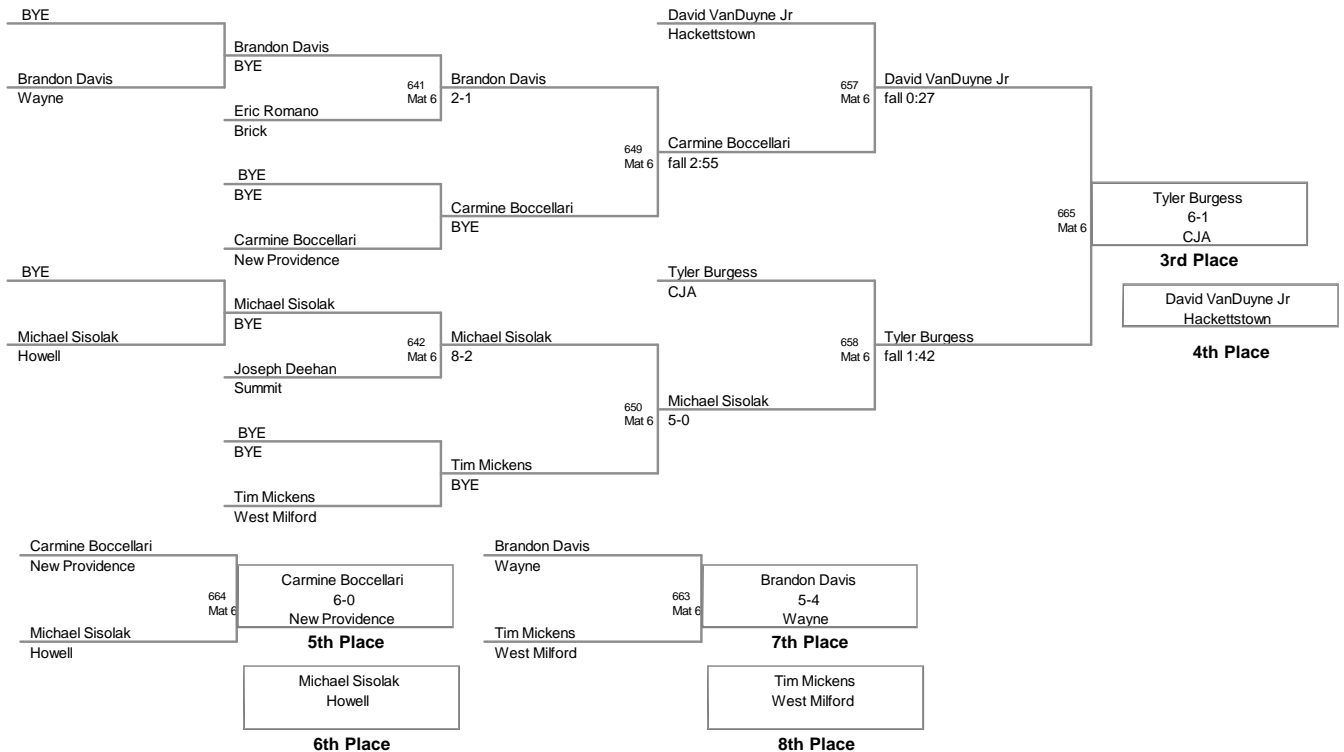 BYE
Brandon Davis
Wayne
Brandon Davis
BYE
Eric Romano
Brick
641
Mat 6
Brandon Davis
2-1
BYE
BYE
Carmine Boccellari
New Providence
Carmine Boccellari
BYE
649
Mat 6
Carmine Boccellari
fall 2:55
David VanDuyne Jr
Hackettstown
657
Mat 6
David VanDuyne Jr
fall 0:27
BYE
Michael Sisolak
Howell
Michael Sisolak
BYE
Joseph Deehan
Summit
642
Mat 6
Michael Sisolak
8-2
BYE
BYE
Tim Mickens
West Milford
Tim Mickens
BYE
650
Mat 6
Michael Sisolak
5-0
Tyler Burgess
CJA
658
Mat 6
Tyler Burgess
fall 1:42
665
Mat 6
Tyler Burgess
6-1
CJA
3rd Place
David VanDuyne Jr
Hackettstown
4th Place
Carmine Boccellari
New Providence
Michael Sisolak
Howell
664
Mat 6
Carmine Boccellari
6-0
New Providence
5th Place
Michael Sisolak
Howell
6th Place
Brandon Davis
Wayne
Tim Mickens
West Milford
663
Mat 6
Brandon Davis
5-4
Wayne
7th Place
Tim Mickens
West Milford
8th Place